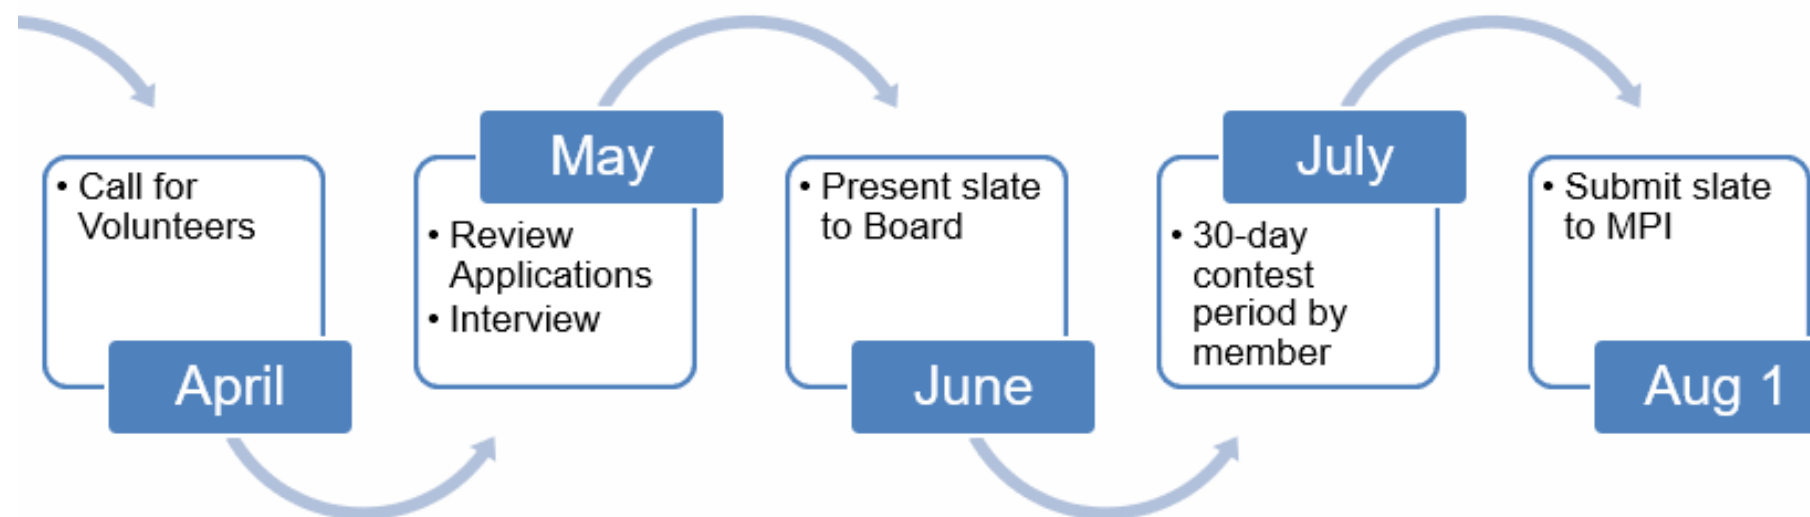 • Call for
Volunteers
April
May
• Review
Applications
• Interview
• Present slate
to Board
June
July
• 30-day
contest
period by
member
• Submit slate
to MPI
Aug 1